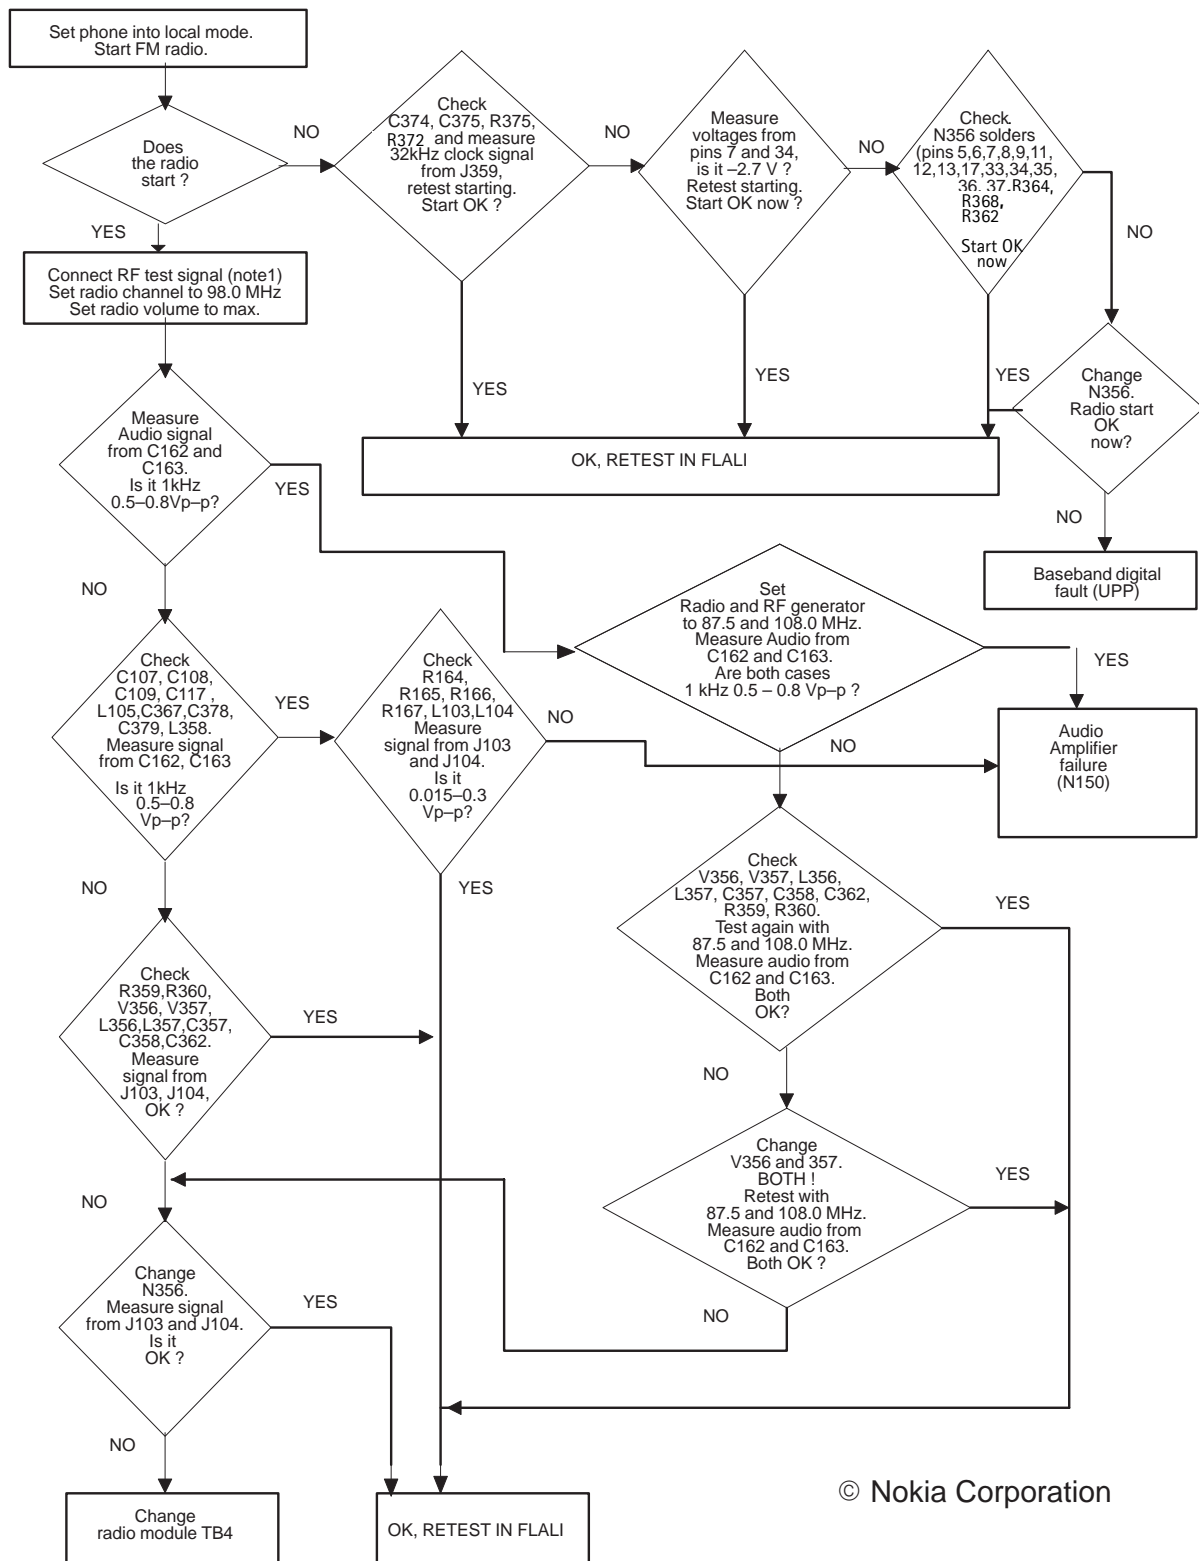 Set phone into local mode.
Start FM radio.
Does
the radio
start ?
NO
Check
C374, C375, R375,
R372 and measure
32kHz clock signal
from J359,
retest starting.
Start OK ?
NO
Measure
voltages from
pins 7 and 34,
is it –2.7 V ?
Retest starting.
Start OK now ?
NO
Check.
N356 solders
(pins 5,6,7,8,9,11,
12,13,17,33,34,35,
36, 37,R364,
R368,
R362
Start OK
now
NO
YES
Connect RF test signal (note1)
Set radio channel to 98.0 MHz
Set radio volume to max.
YES
YES
YES
Change
N356.
Radio start
OK
now?
OK, RETEST IN FLALI
NO
Baseband digital
fault (UPP)
Measure
Audio signal
from C162 and
C163.
Is it 1kHz
0.5–0.8Vp–p?
YES
NO
Set
Radio and RF generator
to 87.5 and 108.0 MHz.
Measure Audio from
C162 and C163.
Are both cases
1 kHz 0.5 – 0.8 Vp–p ?
YES
NO
Audio
Amplifier
failure
(N150)
Check
C107, C108,
C109, C117 ,
L105,C367,C378,
C379, L358.
Measure signal
from C162, C163
Is it 1kHz
0.5–0.8
Vp–p?
YES
Check
R164,
R165, R166,
R167, L103,L104
Measure
signal from J103
and J104.
Is it
0.015–0.3
Vp–p?
NO
YES
NO
Check
V356, V357, L356,
L357, C357, C358, C362,
R359, R360.
Test again with
87.5 and 108.0 MHz.
Measure audio from
C162 and C163.
Both
OK?
YES
NO
Check
R359,R360,
V356, V357,
L356,L357,C357,
C358,C362.
Measure
signal from
J103, J104,
OK ?
YES
NO
Change
V356 and 357.
BOTH !
Retest with
87.5 and 108.0 MHz.
Measure audio from
C162 and C163.
Both OK ?
YES
NO
Change
N356.
Measure signal
from J103 and J104.
Is it
OK ?
YES
NO
Change
radio module TB4
OK, RETEST IN FLALI
© Nokia Corporation